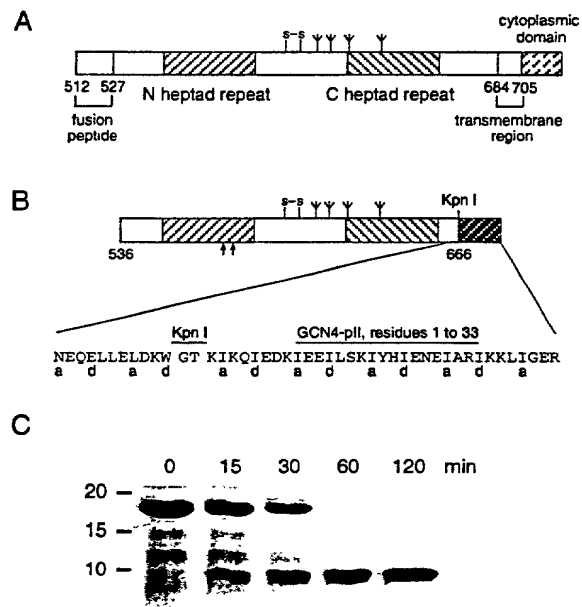 A
s-s
cytoplasmic
domain
512 527
N heptad repeat
C heptad repeat
684 705
fusion
peptide
transmembrane
region
B
s-s
Kpn I
536
666
Kpn I
GCN4-pII, residues 1 to 33
NEQELLELDKW GT KIKQIEDKIEEILSKIYHIENEIARIKKLIGER
a d a d a d a d a d a d a
C
0 15 30 60 120 min
20
15
10